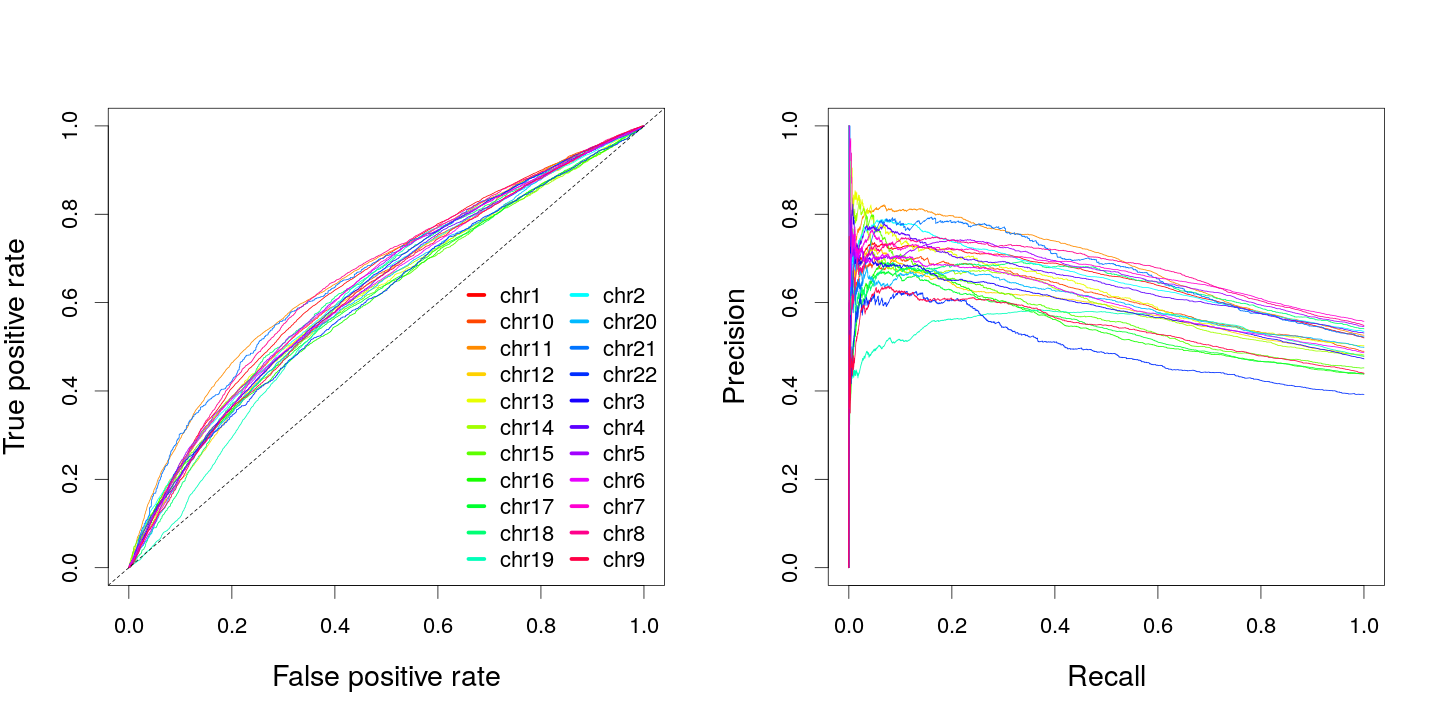 True positive rate
1.0
0.8
0.6
0.4
0.2
0.0
chr1 chr2
chr10 chr20
chr11 chr21
chr12 chr22
chr13 chr3
chr14 chr4
chr15 chr5
chr16 chr6
chr17 chr7
chr18 chr8
chr19 chr9
0.0 0.2 0.4 0.6 0.8 1.0
False positive rate
Precision
1.0
0.8
0.6
0.4
0.2
0.0
0.0 0.2 0.4 0.6 0.8 1.0
Recall